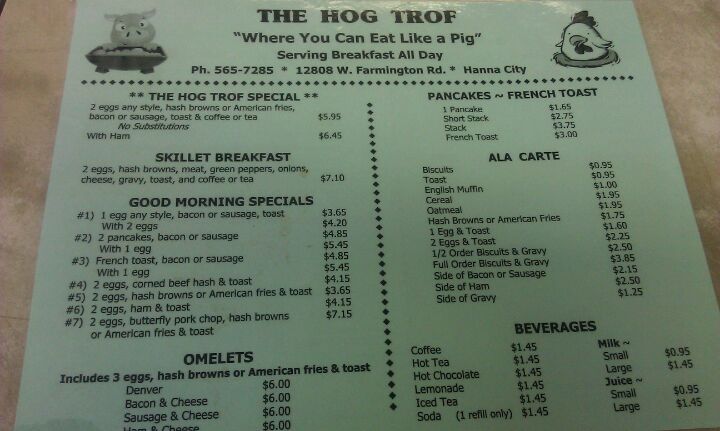 THE HOG TROF
"Where You Can Eat Like a Pig"
Serving Breakfast All Day
Ph. 565-7285 * 12808 W. Farmington Rd. * Hanna City
** THE HOG TROF SPECIAL **
2 eggs any style, hash browns or American fries,
bacon or sausage, toast & coffee or tea $5.95
No Substitutions
With Ham $6.45
SKILLET BREAKFAST
2 eggs, hash browns, meat, green peppers, onions,
cheese, gravy, toast, and coffee or tea $7.10
GOOD MORNING SPECIALS
#1) 1 egg any style, bacon or sausage, toast $3.65
With 2 eggs $4.20
#2) 2 pancakes, bacon or sausage $4.85
With 1 egg $5.45
#3) French toast, bacon or sausage $4.85
With 1 egg $5.45
#4) 2 eggs, corned beef hash & toast $4.15
#5) 2 eggs, hash browns or American fries & toast $3.65
#6) 2 eggs, ham & toast $4.15
#7) 2 eggs, butterfly pork chop, hash browns $7.15
or American fries & toast
OMELETS
Includes 3 eggs, hash browns or American fries & toast
Denver $6.00
Bacon & Cheese $6.00
Sausage & Cheese $6.00
Ham & Cheese $6.00
PANCAKES ~ FRENCH TOAST
1 Pancake $1.65
Short Stack $2.75
Stack $3.75
French Toast $3.00
ALA CARTE
Biscuits $0.95
Toast $0.95
English Muffin $1.00
Cereal $1.95
Oatmeal $1.95
Hash Browns or American Fries $1.75
1 Egg & Toast $1.60
2 Eggs & Toast $2.25
1/2 Order Biscuits & Gravy $2.50
Full Order Biscuits & Gravy $3.85
Side of Bacon or Sausage $2.15
Side of Ham $2.50
Side of Gravy $1.25
BEVERAGES
Coffee $1.45
Hot Tea $1.45
Hot Chocolate $1.45
Lemonade $1.45
Iced Tea $1.45
Soda (1 refill only) $1.45
Milk ~
Small $0.95
Large $1.45
Juice ~
Small $0.95
Large $1.45